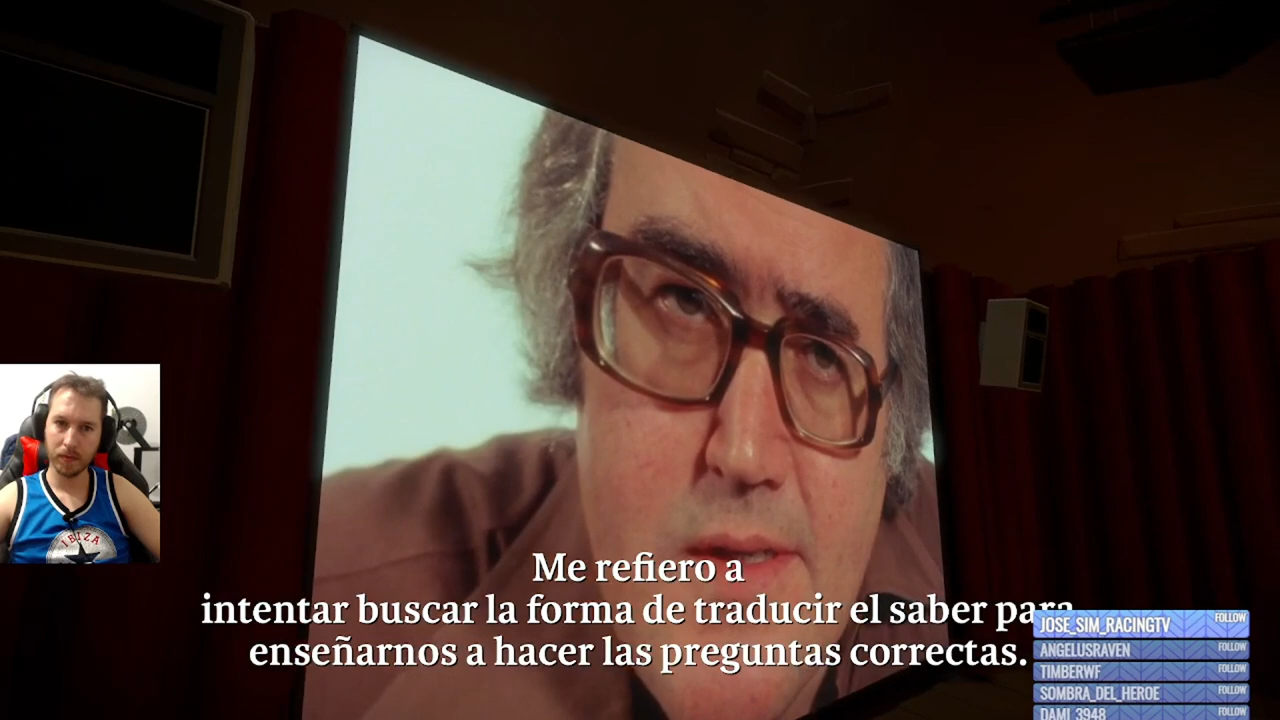 IBIZA
Me refiero a
intentar buscar la forma de traducir el saber para
enseñarnos a hacer las preguntas correctas.
JOSE_SIM_RACINGTV FOLLOW
ANGELUSRAVEN FOLLOW
TIMBERWF FOLLOW
SOMBRA_DEL_HEROE FOLLOW
DAMI_3948 FOLLOW